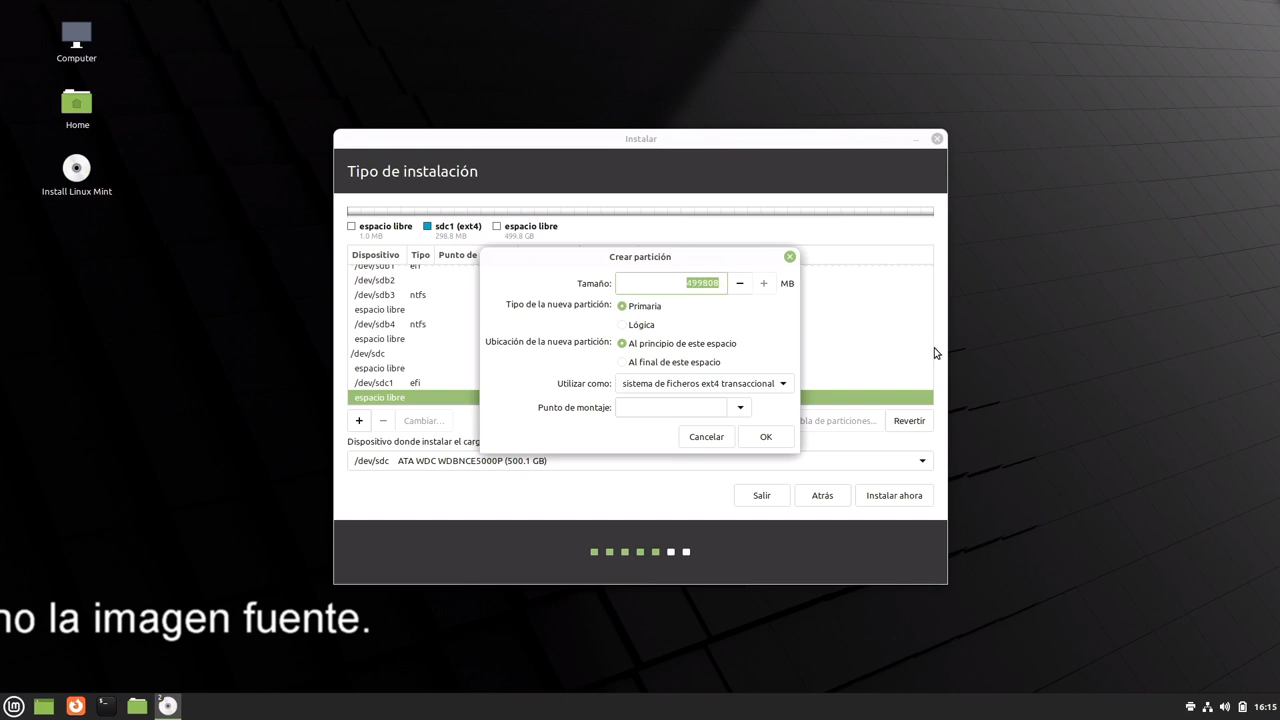 Computer
Home
Install Linux Mint
Instalar
Tipo de instalación
espacio libre
1.0 MB
sdc1 (ext4)
298.8 MB
espacio libre
499.8 GB
Dispositivo Tipo Punto de
/dev/sdb1 efi
/dev/sdb2
/dev/sdb3 ntfs
espacio libre
/dev/sdb4 ntfs
espacio libre
/dev/sdc
espacio libre
/dev/sdc1 efi
espacio libre
Crear partición
Tamaño: 499808 MB
Tipo de la nueva partición: Primaria
Lógica
Ubicación de la nueva partición: Al principio de este espacio
Al final de este espacio
Utilizar como: sistema de ficheros ext4 transaccional
Punto de montaje:
Cancelar OK
+ − Cambiar... bla de particiones... Revertir
Dispositivo donde instalar el carg
/dev/sdc ATA WDC WDBNCE5000P (500.1 GB)
Salir Atrás Instalar ahora
no la imagen fuente.
2
16:15